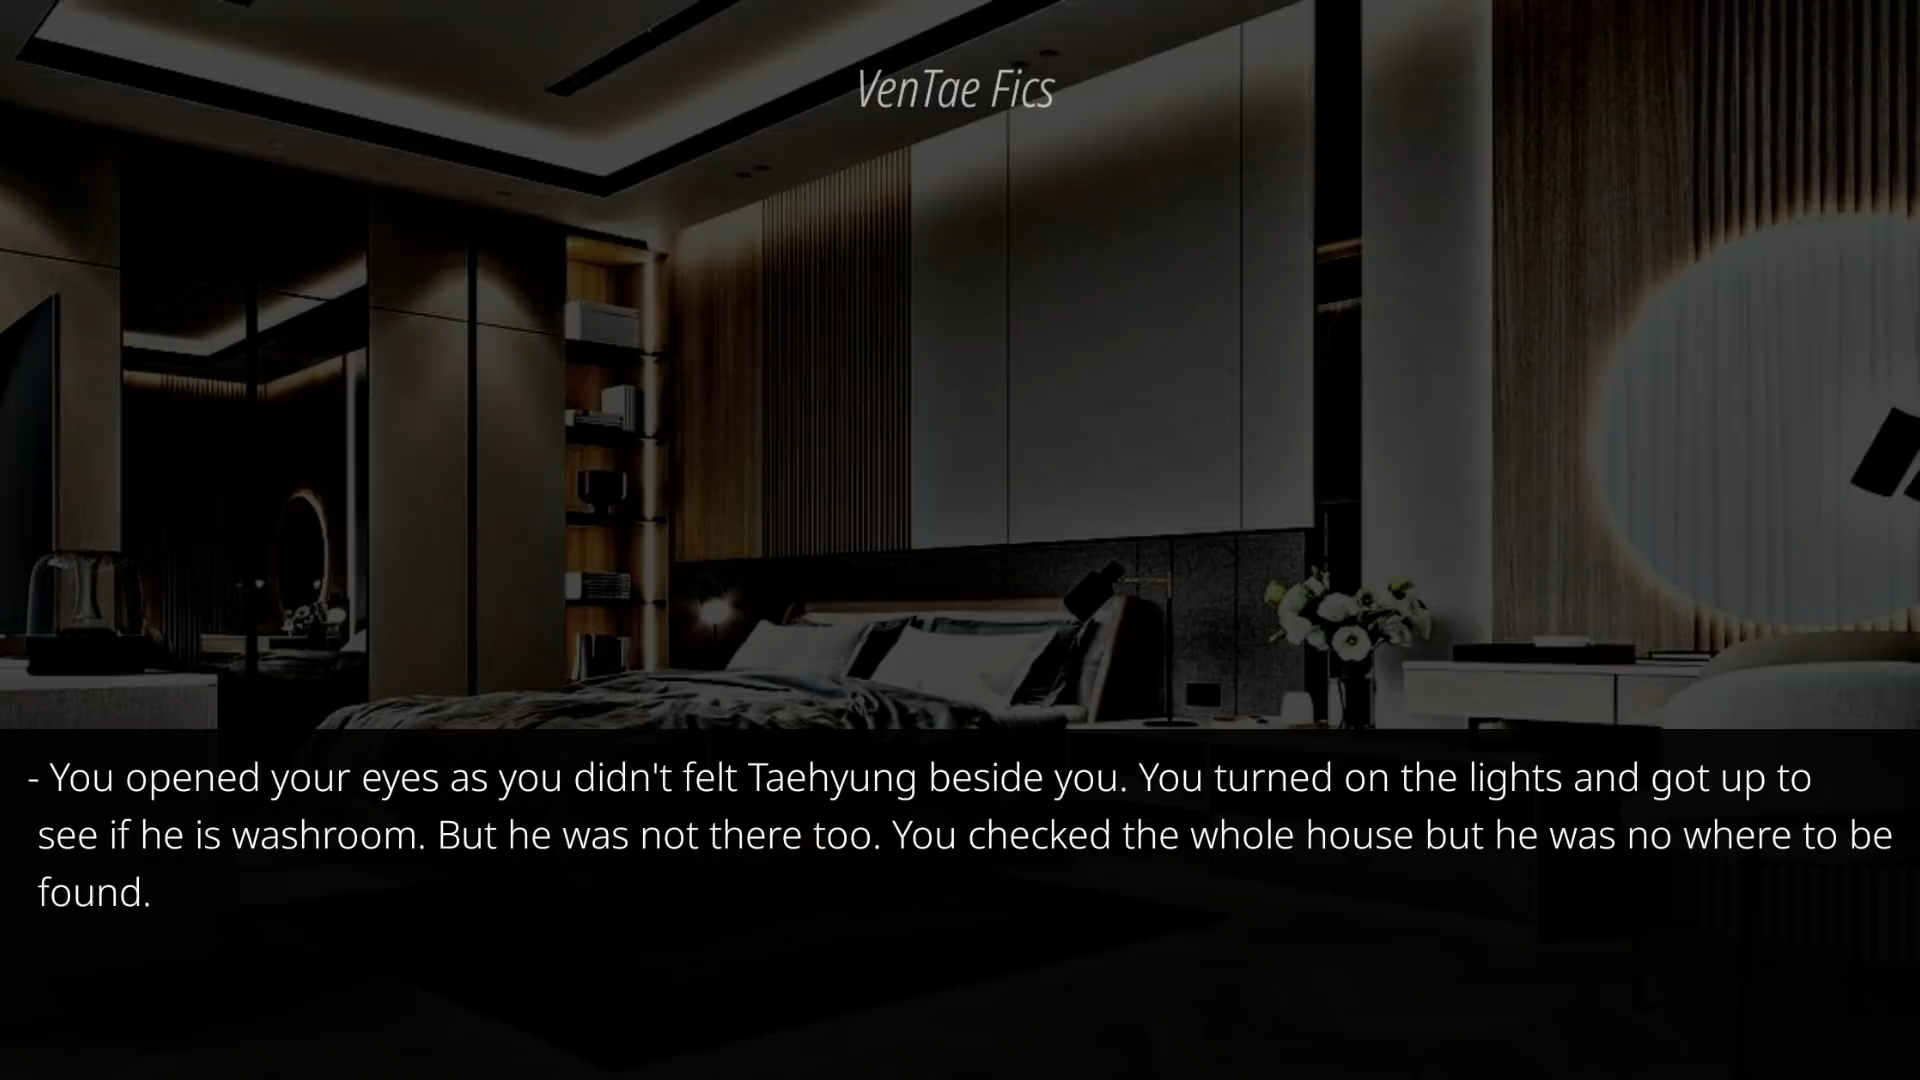 VenTae Fics
- You opened your eyes as you didn't felt Taehyung beside you. You turned on the lights and got up to
see if he is washroom. But he was not there too. You checked the whole house but he was no where to be
found.